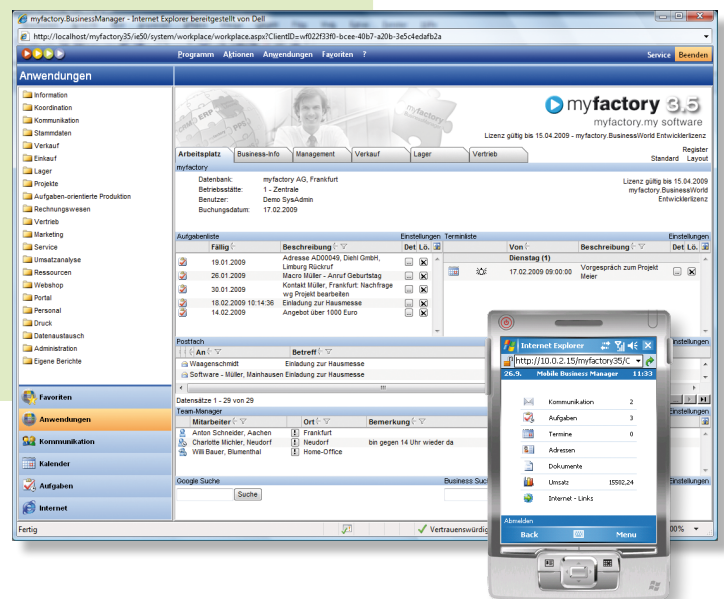 myfactory.BusinessManager - Internet Explorer bereitgestellt von Dell
http://localhost/myfactory35/ie50/system/workplace/workplace.aspx?ClientID=wf022f33f0-bcee-40b7-a20b-3e5c4edafb2a
Programm Aktionen Anwendungen Favoriten ? Service Beenden
Anwendungen
Information
Koordination
Kommunikation
Stammdaten
Verkauf
Einkauf
Lager
Projekte
Aufgaben-orientierte Produktion
Rechnungswesen
Vertrieb
Marketing
Service
Umsatzanalyse
Ressourcen
Webshop
Portal
Personal
Druck
Datenaustausch
Administration
Eigene Berichte
Favoriten
Anwendungen
Kommunikation
Kalender
Aufgaben
Internet
Fertig
ERP
PPS
myfactory
myfactory 3.5
myfactory.my software
Lizenz gültig bis 15.04.2009 - myfactory.BusinessWorld Entwicklerlizenz
Arbeitsplatz Business-Info Management Verkauf Lager Vertrieb
Register
Standard Layout
myfactory
Datenbank: myfactory AG, Frankfurt
Betriebsstätte: 1 - Zentrale
Benutzer: Demo SysAdmin
Buchungsdatum: 17.02.2009
Lizenz gültig bis 15.04.2009
myfactory.BusinessWorld
Entwicklerlizenz
Aufgabenliste Einstellungen
Fällig Beschreibung Det Lö.
19.01.2009 Adresse AD00049, Diehl GmbH,
Limburg Rückruf
26.01.2009 Macro Müller - Anruf Geburtstag
30.01.2009 Kontakt Müller, Frankfurt: Nachfrage
wg Projekt bearbeiten
18.02.2009 10:14:36 Einladung zur Hausmesse
14.02.2009 Angebot über 1000 Euro
Terminliste Einstellungen
Von Beschreibung Det Lö.
Dienstag (1)
17.02.2009 09:00:00 Vorgespräch zum Projekt
Meier
Postfach Einstellungen
An Betreff
Waagenschmidt Einladung zur Hausmesse
Software - Müller, Mainhausen Einladung zur Hausmesse
Datensätze 1 - 29 von 29
Team-Manager Einstellungen
Mitarbeiter Ort Bemerkung
Anton Schneider, Aachen Frankfurt
Charlotte Michler, Neudorf Neudorf bin gegen 14 Uhr wieder da
Willi Bauer, Blumenthal Home-Office
Google Suche Business Suc Einstellungen
Suche
Vertrauenswürdig 00%
Internet Explorer
http://10.0.2.15/myfactory35/C
26.9. Mobile Business Manager 11:33
Kommunikation 2
Aufgaben 3
Termine 0
Adressen
Dokumente
Umsatz 15502,24
Internet - Links
Abmelden
Back Menu